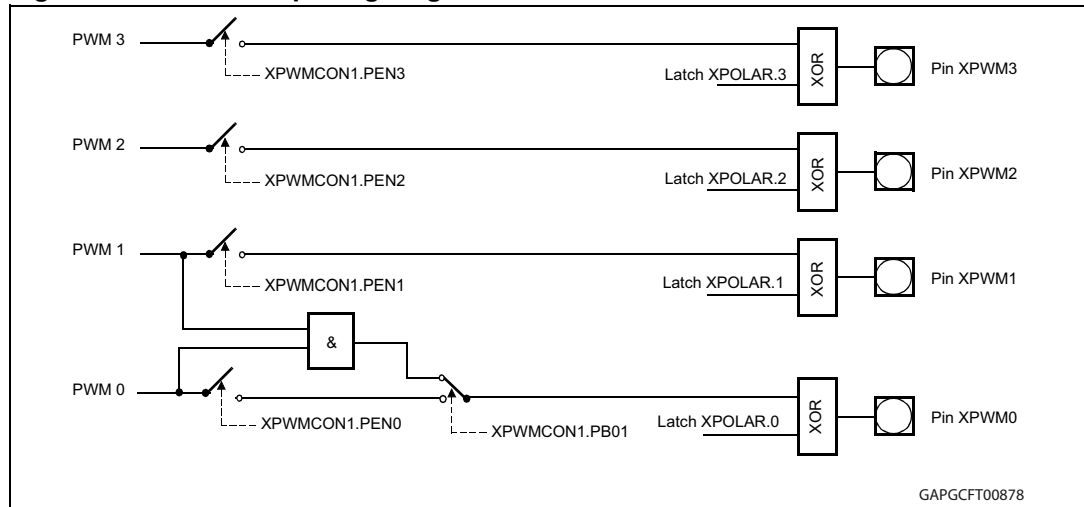 PWM 3
XPWMCON1.PEN3
Latch XPOLAR.3
XOR
Pin XPWM3
PWM 2
XPWMCON1.PEN2
Latch XPOLAR.2
XOR
Pin XPWM2
PWM 1
XPWMCON1.PEN1
Latch XPOLAR.1
XOR
Pin XPWM1
&
PWM 0
XPWMCON1.PEN0
XPWMCON1.PB01
Latch XPOLAR.0
XOR
Pin XPWM0
GAPGCFT00878